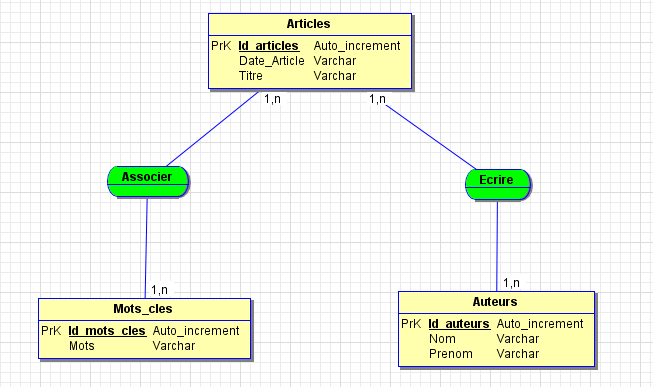 Articles
PrK Id_articles Auto_increment
Date_Article Varchar
Titre Varchar
1,n 1,n
Associer
Ecrire
1,n
Mots_cles
PrK Id_mots_cles Auto_increment
Mots Varchar
1,n
Auteurs
PrK Id_auteurs Auto_increment
Nom Varchar
Prenom Varchar